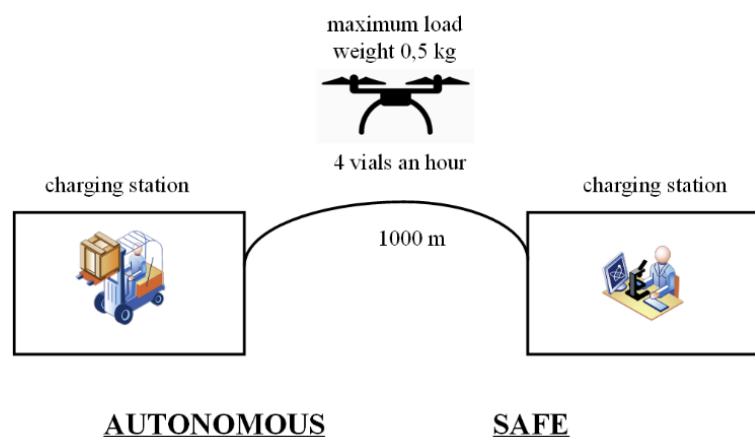 maximum load
weight 0,5 kg
4 vials an hour
charging station
charging station
1000 m
AUTONOMOUS
SAFE